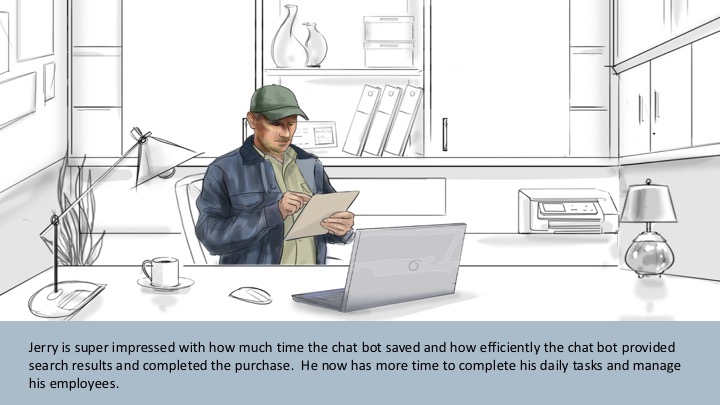 Jerry is super impressed with how much time the chat bot saved and how efficiently the chat bot provided
search results and completed the purchase.  He now has more time to complete his daily tasks and manage
his employees.